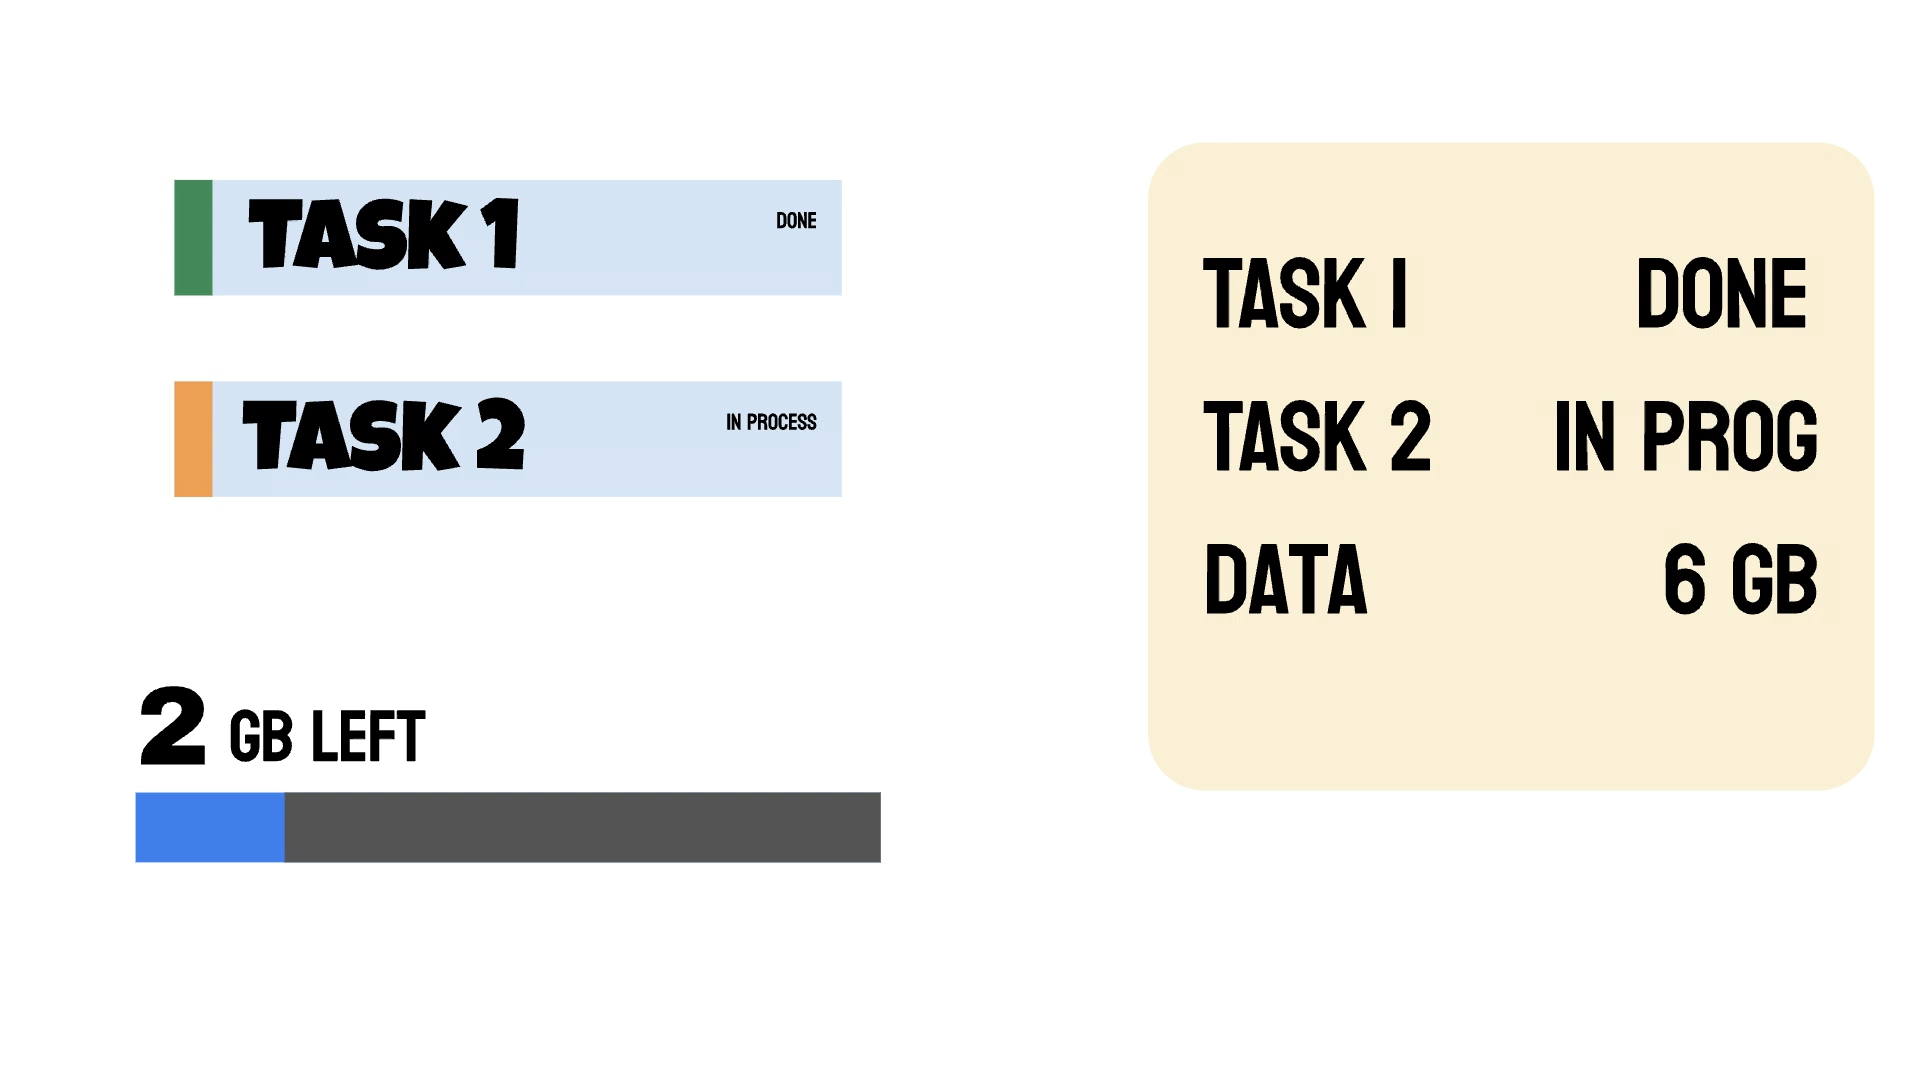 TASK 1
DONE
TASK 2
IN PROCESS
2 GB LEFT
TASK 1 DONE
TASK 2 IN PROG
DATA 6 GB